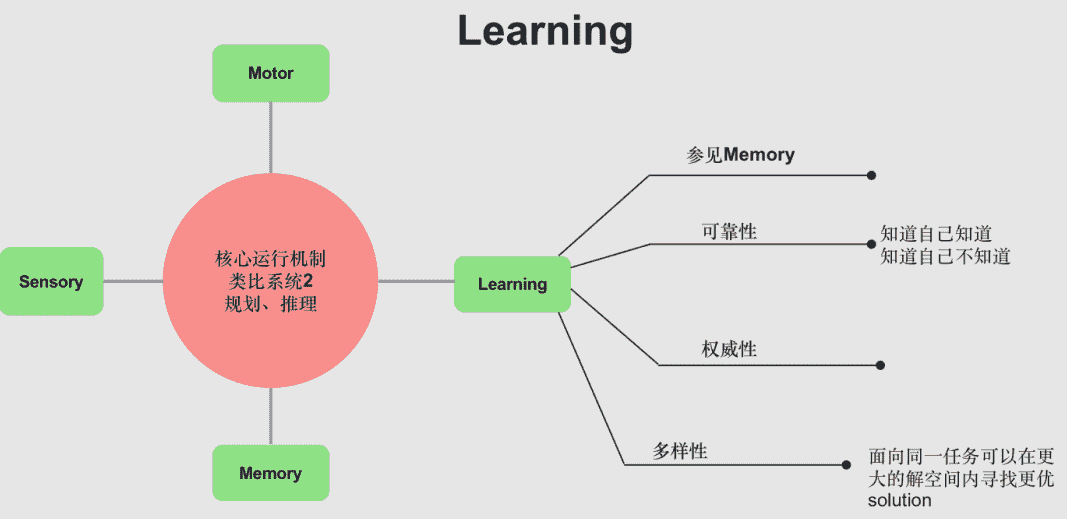 Learning
Motor
参见Memory
可靠性
知道自己知道
知道自己不知道
核心运行机制
类比系统2
规划、推理
Sensory
Learning
权威性
多样性
面向同一任务可以在更
大的解空间内寻找更优
solution
Memory